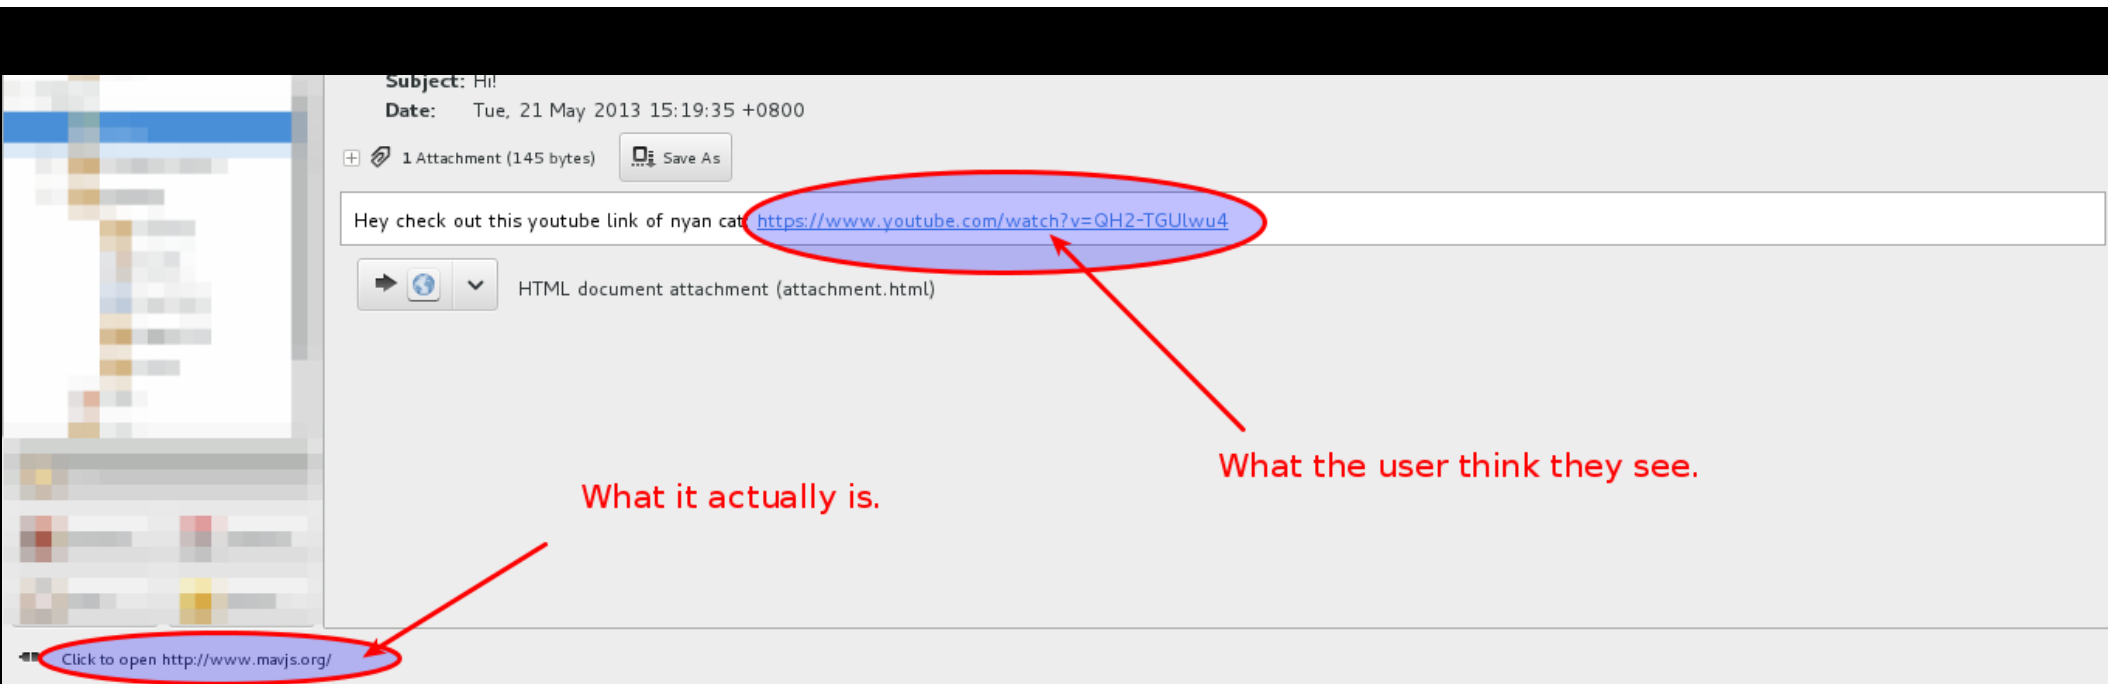 Subject: Hi!
Date: Tue, 21 May 2013 15:19:35 +0800
1 Attachment (145 bytes) Save As
Hey check out this youtube link of nyan cat https://www.youtube.com/watch?v=QH2-TGUlwu4
HTML document attachment (attachment.html)
What the user think they see.
What it actually is.
Click to open http://www.mavjs.org/